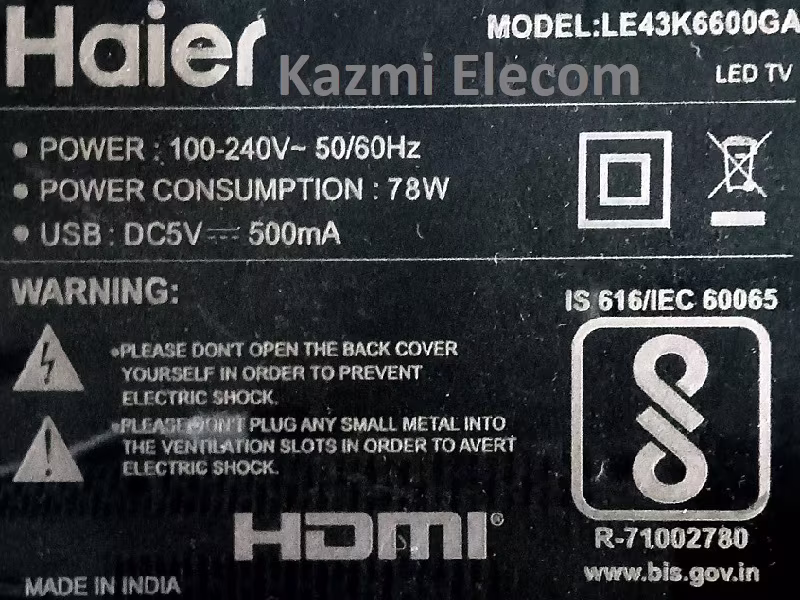 Haier
MODEL:LE43K6600GA
Kazmi Elecom
LED TV
• POWER : 100-240V~ 50/60Hz
• POWER CONSUMPTION : 78W
• USB : DC5V⎓ 500mA
WARNING:
•PLEASE DON'T OPEN THE BACK COVER
YOURSELF IN ORDER TO PREVENT
ELECTRIC SHOCK.
•PLEASE DON'T PLUG ANY SMALL METAL INTO
THE VENTILATION SLOTS IN ORDER TO AVERT
ELECTRIC SHOCK.
IS 616/IEC 60065
R-71002780
www.bis.gov.in
HDMI®
MADE IN INDIA